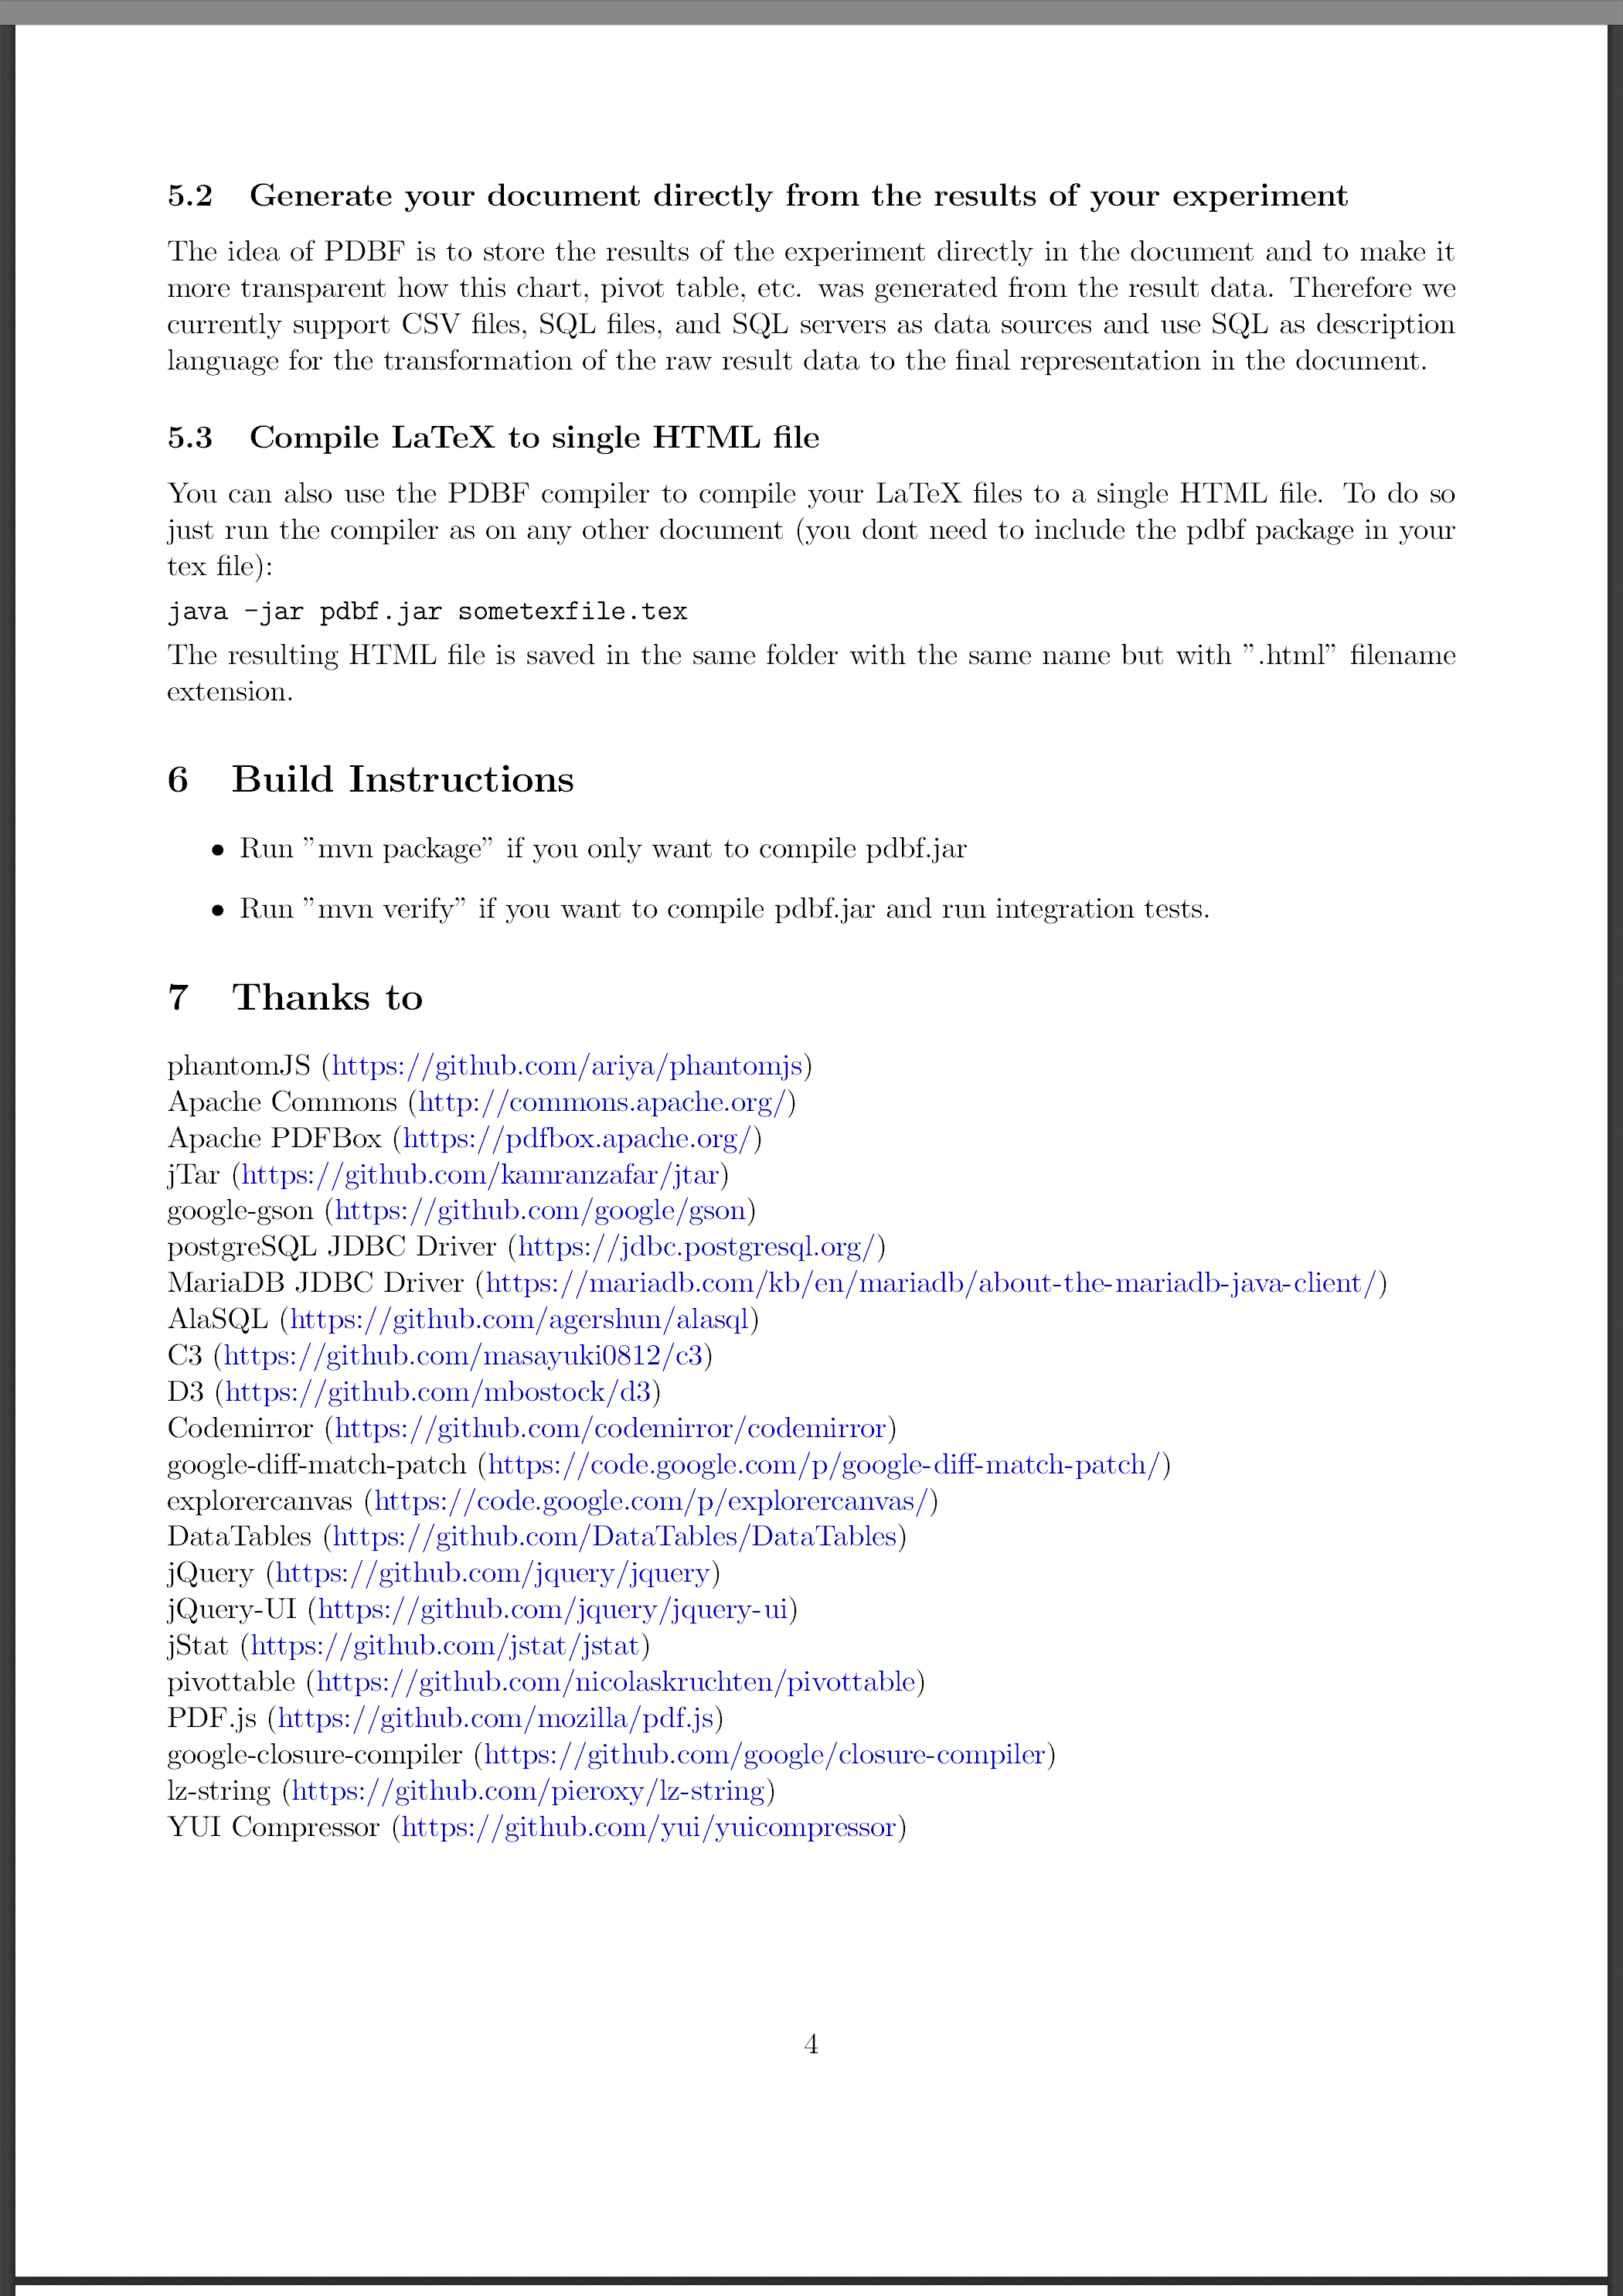 5.2 Generate your document directly from the results of your experiment
The idea of PDBF is to store the results of the experiment directly in the document and to make it
more transparent how this chart, pivot table, etc. was generated from the result data. Therefore we
currently support CSV files, SQL files, and SQL servers as data sources and use SQL as description
language for the transformation of the raw result data to the final representation in the document.
5.3 Compile LaTeX to single HTML file
You can also use the PDBF compiler to compile your LaTeX files to a single HTML file. To do so
just run the compiler as on any other document (you dont need to include the pdbf package in your
tex file):
java -jar pdbf.jar sometexfile.tex
The resulting HTML file is saved in the same folder with the same name but with ”.html” filename
extension.
6 Build Instructions
• Run ”mvn package” if you only want to compile pdbf.jar
• Run ”mvn verify” if you want to compile pdbf.jar and run integration tests.
7 Thanks to
phantomJS (https://github.com/ariya/phantomjs)
Apache Commons (http://commons.apache.org/)
Apache PDFBox (https://pdfbox.apache.org/)
jTar (https://github.com/kamranzafar/jtar)
google-gson (https://github.com/google/gson)
postgreSQL JDBC Driver (https://jdbc.postgresql.org/)
MariaDB JDBC Driver (https://mariadb.com/kb/en/mariadb/about-the-mariadb-java-client/)
AlaSQL (https://github.com/agershun/alasql)
C3 (https://github.com/masayuki0812/c3)
D3 (https://github.com/mbostock/d3)
Codemirror (https://github.com/codemirror/codemirror)
google-diff-match-patch (https://code.google.com/p/google-diff-match-patch/)
explorercanvas (https://code.google.com/p/explorercanvas/)
DataTables (https://github.com/DataTables/DataTables)
jQuery (https://github.com/jquery/jquery)
jQuery-UI (https://github.com/jquery/jquery-ui)
jStat (https://github.com/jstat/jstat)
pivottable (https://github.com/nicolaskruchten/pivottable)
PDF.js (https://github.com/mozilla/pdf.js)
google-closure-compiler (https://github.com/google/closure-compiler)
lz-string (https://github.com/pieroxy/lz-string)
YUI Compressor (https://github.com/yui/yuicompressor)
4